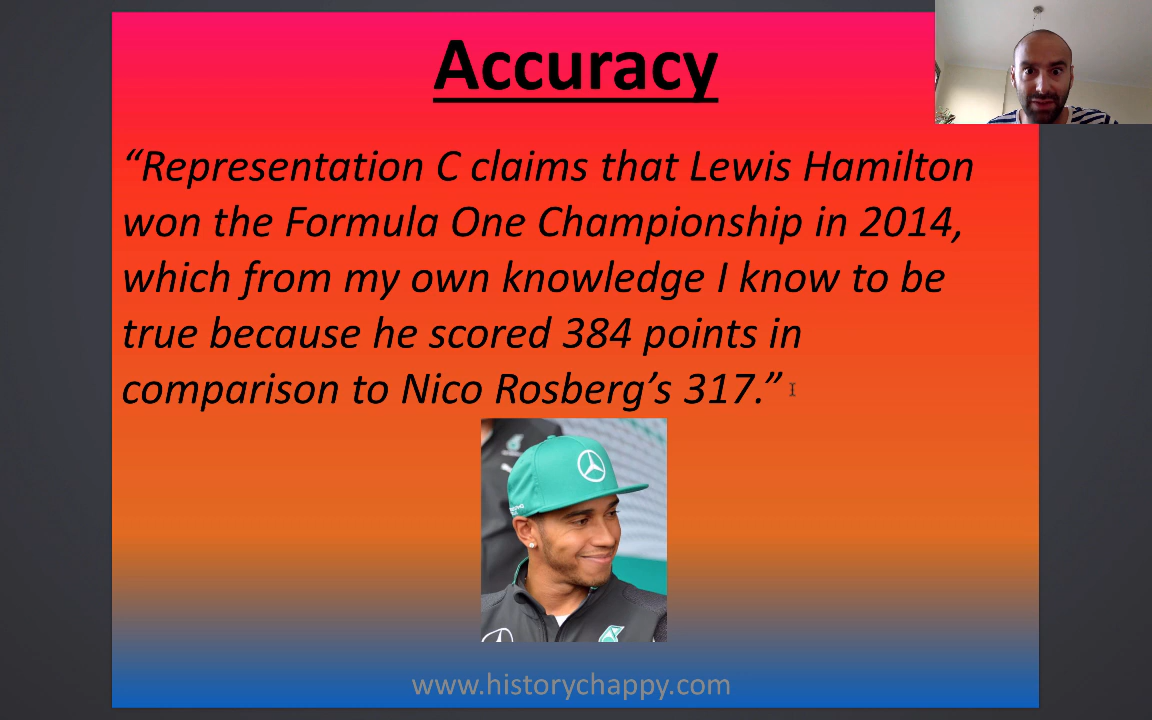 Accuracy
“Representation C claims that Lewis Hamilton
won the Formula One Championship in 2014,
which from my own knowledge I know to be
true because he scored 384 points in
comparison to Nico Rosberg’s 317.”
www.historychappy.com